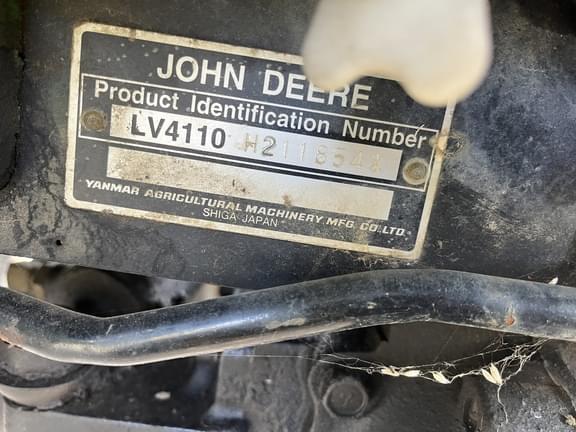 JOHN DEERE
Product Identification Number
LV4110
YANMAR AGRICULTURAL MACHINERY MFG. CO., LTD.
SHIGA JAPAN